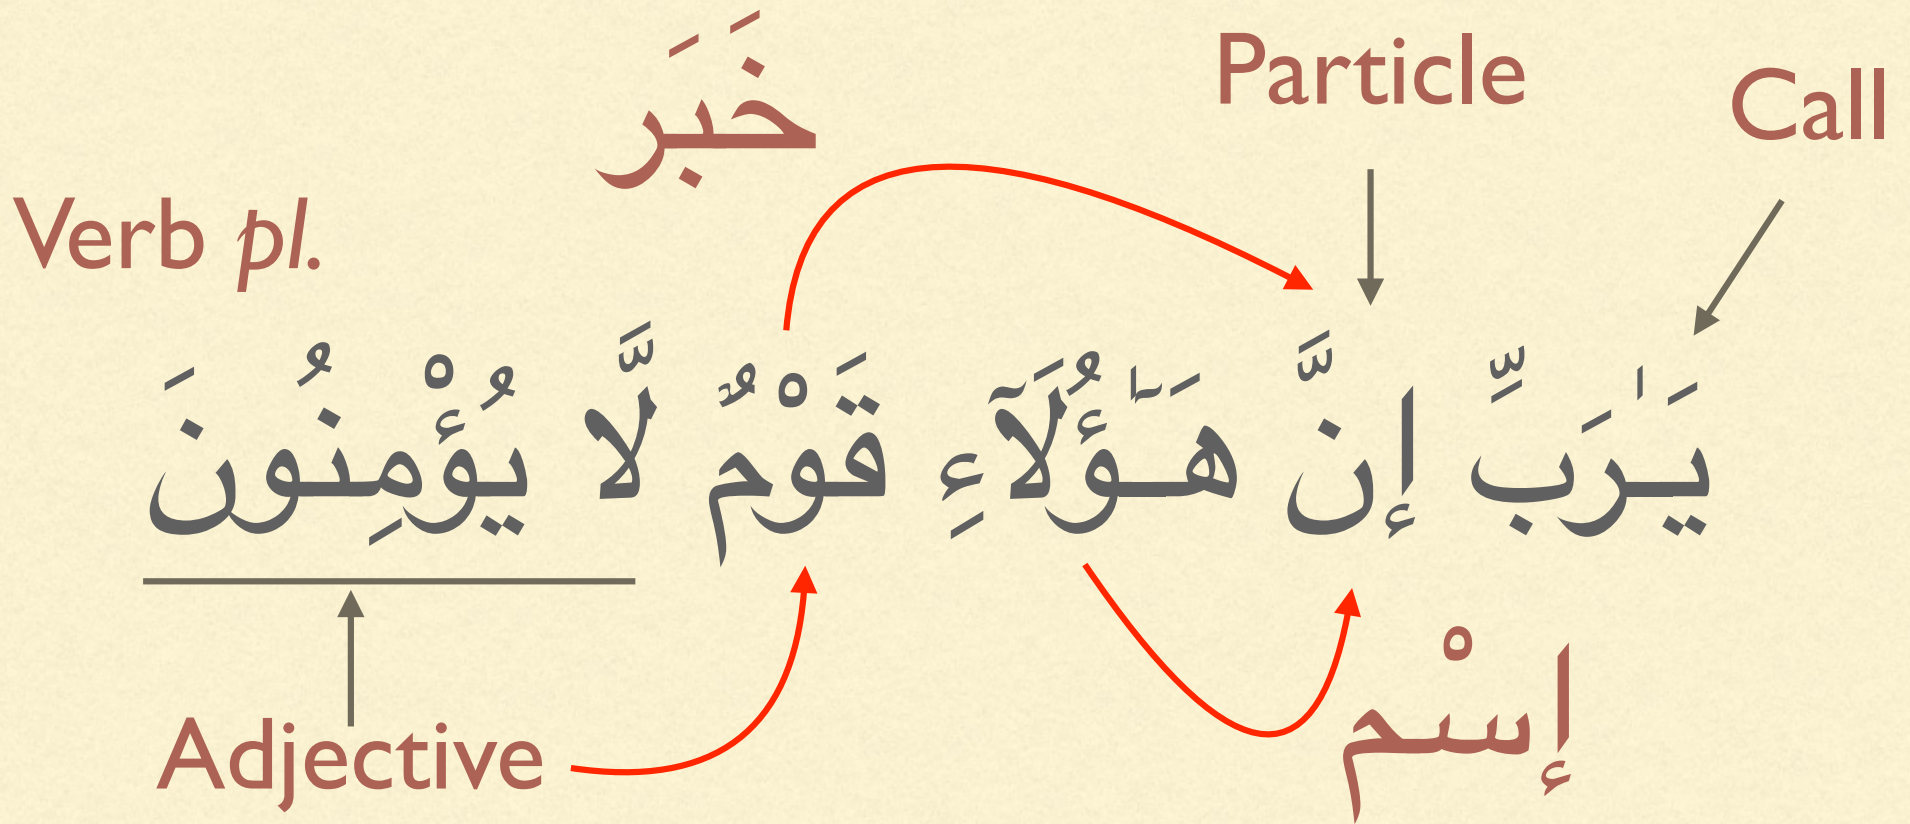 خَبَر
Particle
Call
Verb pl.
يَـٰرَبِّ إِنَّ هَـٰٓؤُلَآءِ قَوْمٌ لَّا يُؤْمِنُونَ
Adjective
إِسْم